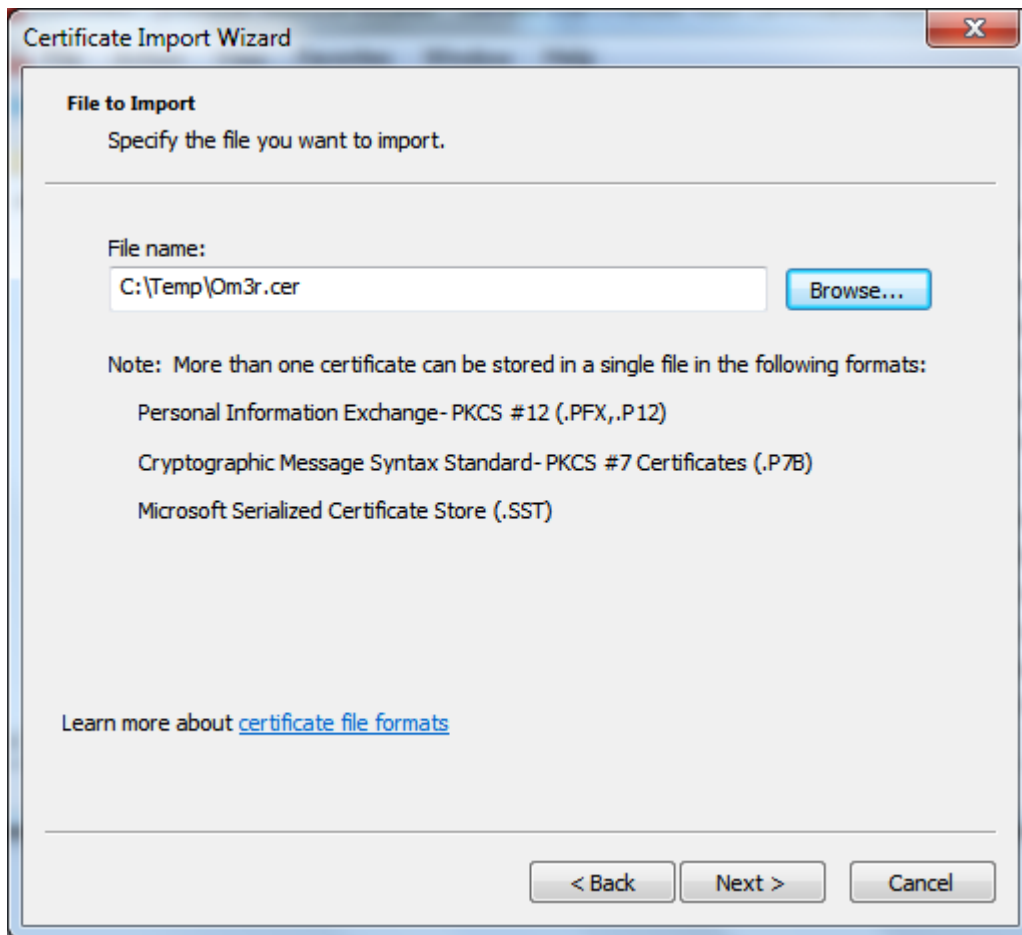 Certificate Import Wizard
File to Import
Specify the file you want to import.
File name:
C:\Temp\Om3r.cer
Browse...
Note: More than one certificate can be stored in a single file in the following formats:
Personal Information Exchange- PKCS #12 (.PFX,.P12)
Cryptographic Message Syntax Standard- PKCS #7 Certificates (.P7B)
Microsoft Serialized Certificate Store (.SST)
Learn more about certificate file formats
< Back
Next >
Cancel